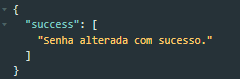 {
"success": [
"Senha alterada com sucesso."
]
}